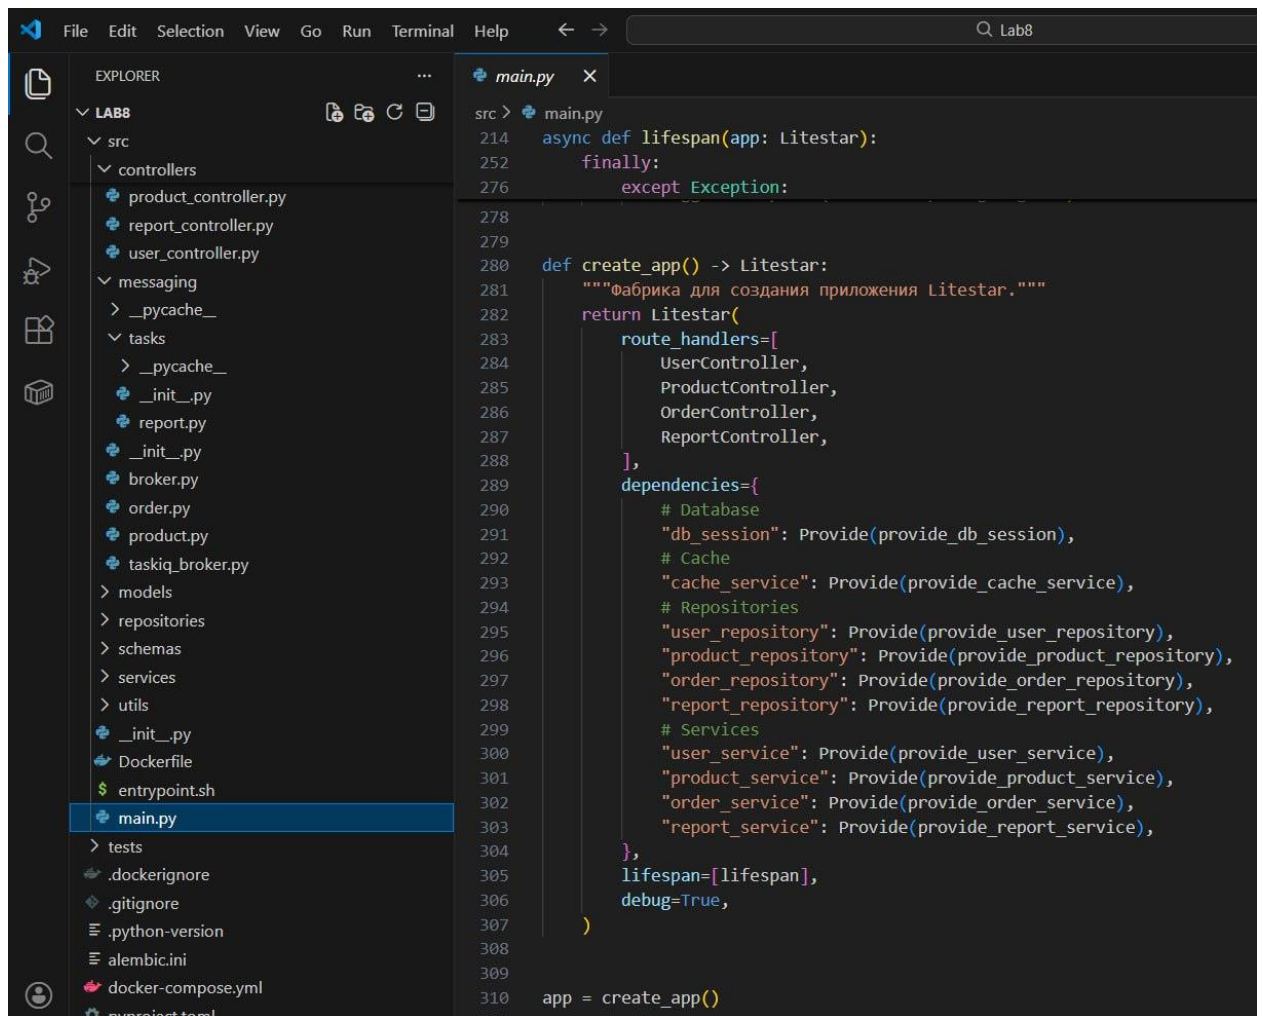 File Edit Selection View Go Run Terminal Help
Lab8
EXPLORER
LAB8
src
controllers
product_controller.py
report_controller.py
user_controller.py
messaging
__pycache__
tasks
__pycache__
__init__.py
report.py
__init__.py
broker.py
order.py
product.py
taskiq_broker.py
models
repositories
schemas
services
utils
__init__.py
Dockerfile
entrypoint.sh
main.py
tests
.dockerignore
.gitignore
.python-version
alembic.ini
docker-compose.yml
pyproject.toml
main.py
src > main.py
214 async def lifespan(app: Litestar):
252 finally:
276 except Exception:
278
279
280 def create_app() -> Litestar:
281 """Фабрика для создания приложения Litestar."""
282 return Litestar(
283 route_handlers=[
284 UserController,
285 ProductController,
286 OrderController,
287 ReportController,
288 ],
289 dependencies={
290 # Database
291 "db_session": Provide(provide_db_session),
292 # Cache
293 "cache_service": Provide(provide_cache_service),
294 # Repositories
295 "user_repository": Provide(provide_user_repository),
296 "product_repository": Provide(provide_product_repository),
297 "order_repository": Provide(provide_order_repository),
298 "report_repository": Provide(provide_report_repository),
299 # Services
300 "user_service": Provide(provide_user_service),
301 "product_service": Provide(provide_product_service),
302 "order_service": Provide(provide_order_service),
303 "report_service": Provide(provide_report_service),
304 },
305 lifespan=[lifespan],
306 debug=True,
307 )
308
309
310 app = create_app()